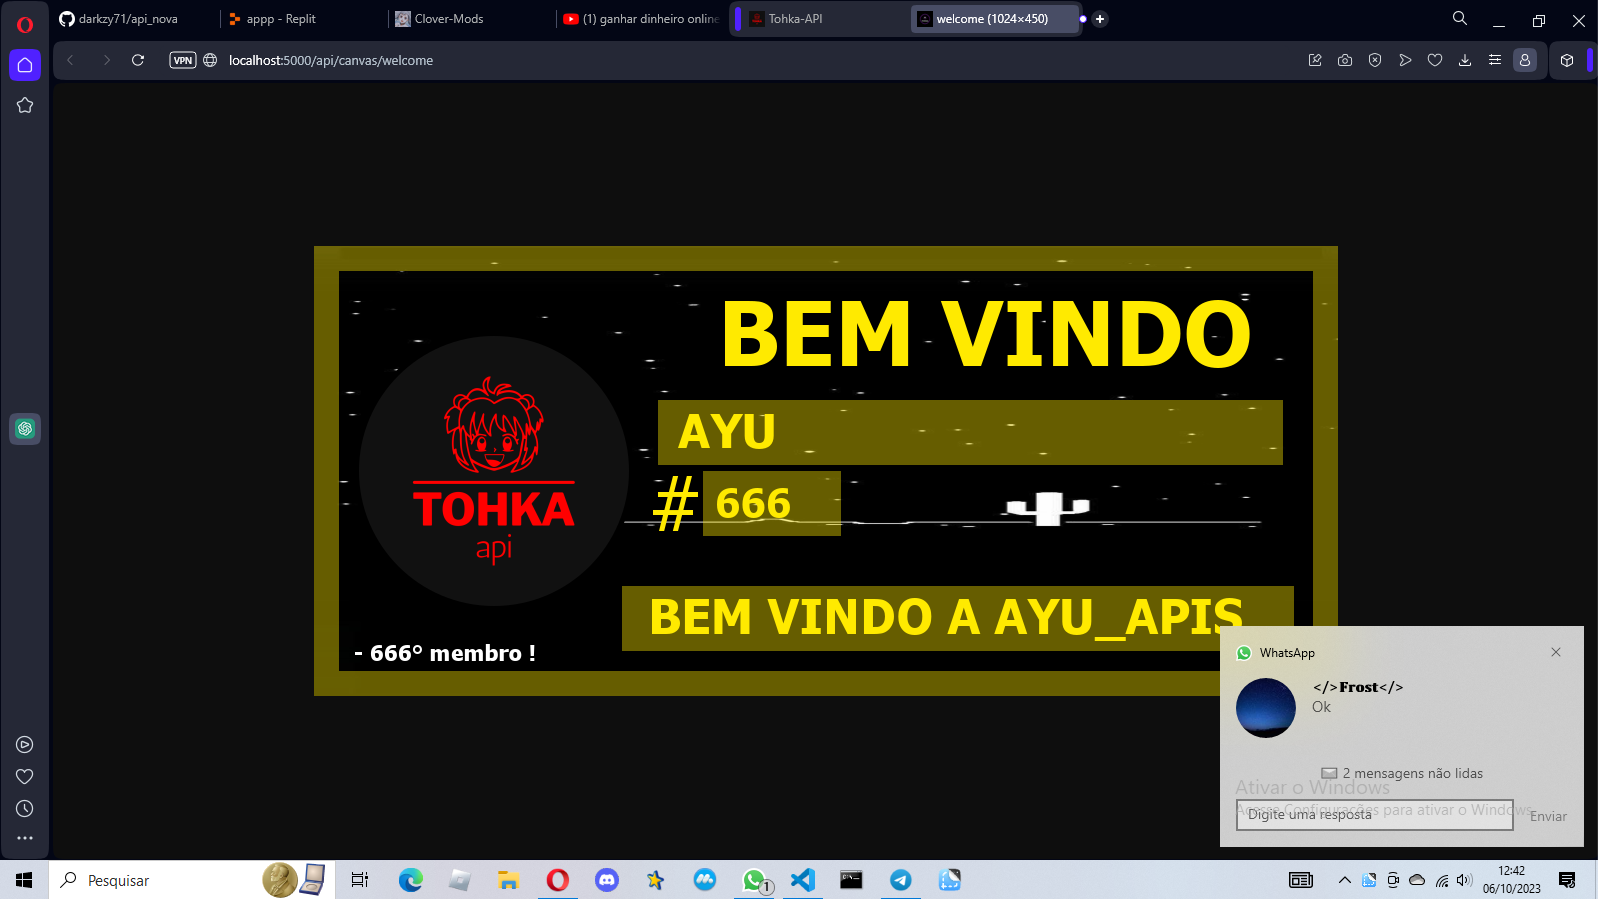 darkzy71/api_nova
appp - Replit
Clover-Mods
(1) ganhar dinheiro online
Tohka-API
welcome (1024×450)
VPN
localhost:5000/api/canvas/welcome
BEM VINDO
AYU
# 666
TOHKA
api
BEM VINDO A AYU_APIS
- 666° membro !
WhatsApp
</>Frost</>
Ok
2 mensagens não lidas
Ativar o Windows
Acesse Configurações para ativar o Windows.
Digite uma resposta
Enviar
Pesquisar
1
12:42
06/10/2023